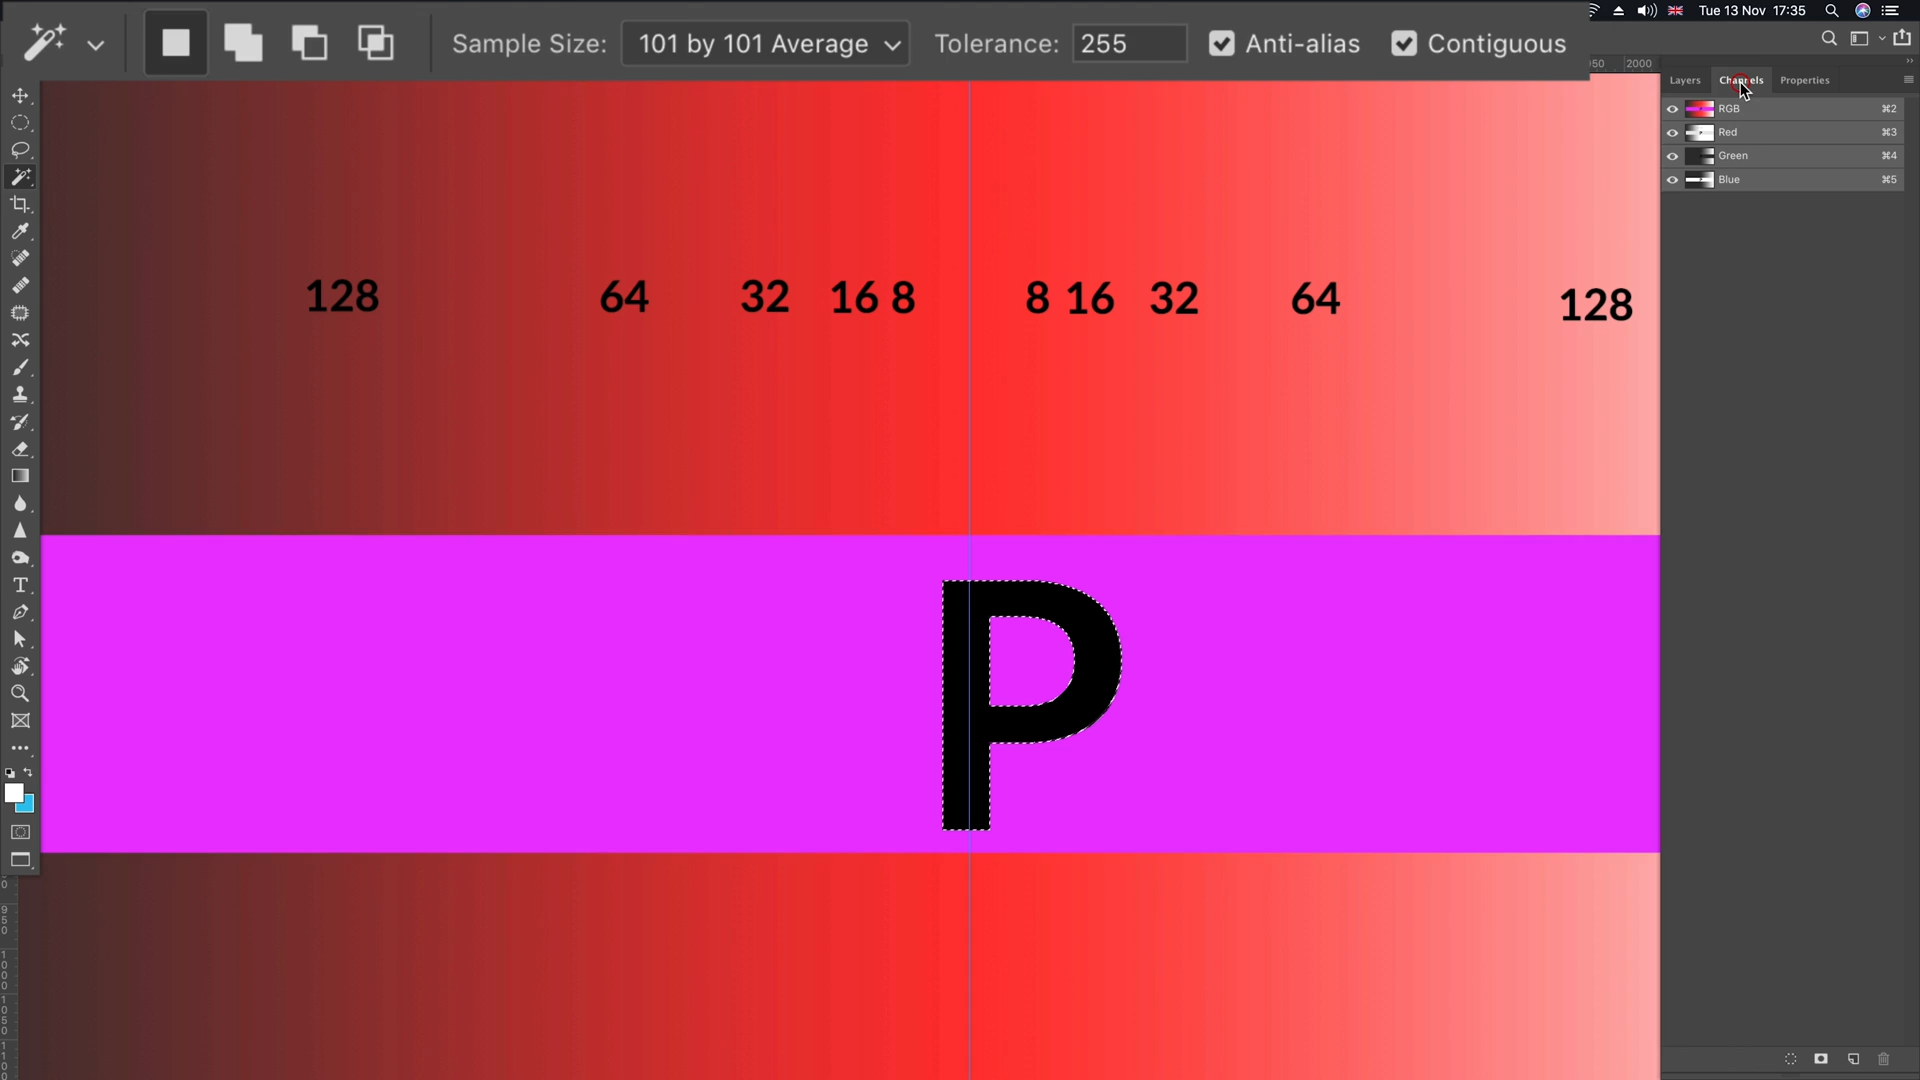 Tue 13 Nov 17:35
Sample Size: 101 by 101 Average Tolerance: 255 Anti-alias Contiguous
2000
Layers Channels Properties
RGB ⌘2
Red ⌘3
Green ⌘4
Blue ⌘5
128 64 32 16 8 8 16 32 64 128
P